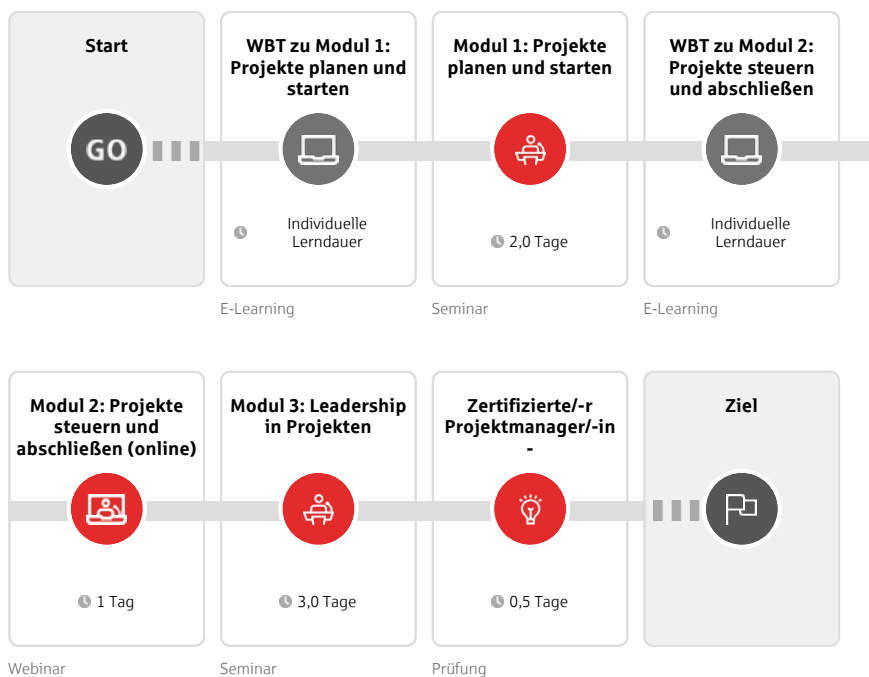 Start
GO
WBT zu Modul 1:
Projekte planen und
starten
Individuelle
Lerndauer
E-Learning
Modul 1: Projekte
planen und starten
2,0 Tage
Seminar
WBT zu Modul 2:
Projekte steuern
und abschließen
Individuelle
Lerndauer
E-Learning
Modul 2: Projekte
steuern und
abschließen (online)
1 Tag
Webinar
Modul 3: Leadership
in Projekten
3,0 Tage
Seminar
Zertifizierte/-r
Projektmanager/-in
-
0,5 Tage
Prüfung
Ziel